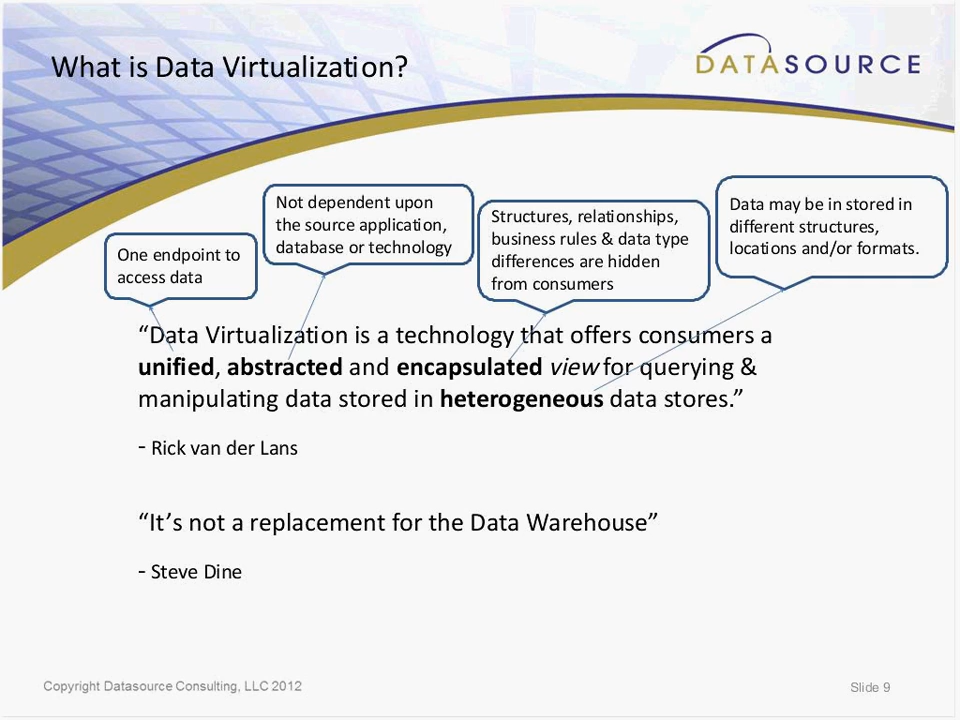 What is Data Virtualization?
DATASOURCE
One endpoint to
access data
Not dependent upon
the source application,
database or technology
Structures, relationships,
business rules & data type
differences are hidden
from consumers
Data may be in stored in
different structures,
locations and/or formats.
“Data Virtualization is a technology that offers consumers a
unified, abstracted and encapsulated view for querying &
manipulating data stored in heterogeneous data stores.”
- Rick van der Lans
“It’s not a replacement for the Data Warehouse”
- Steve Dine
Copyright Datasource Consulting, LLC 2012
Slide 9